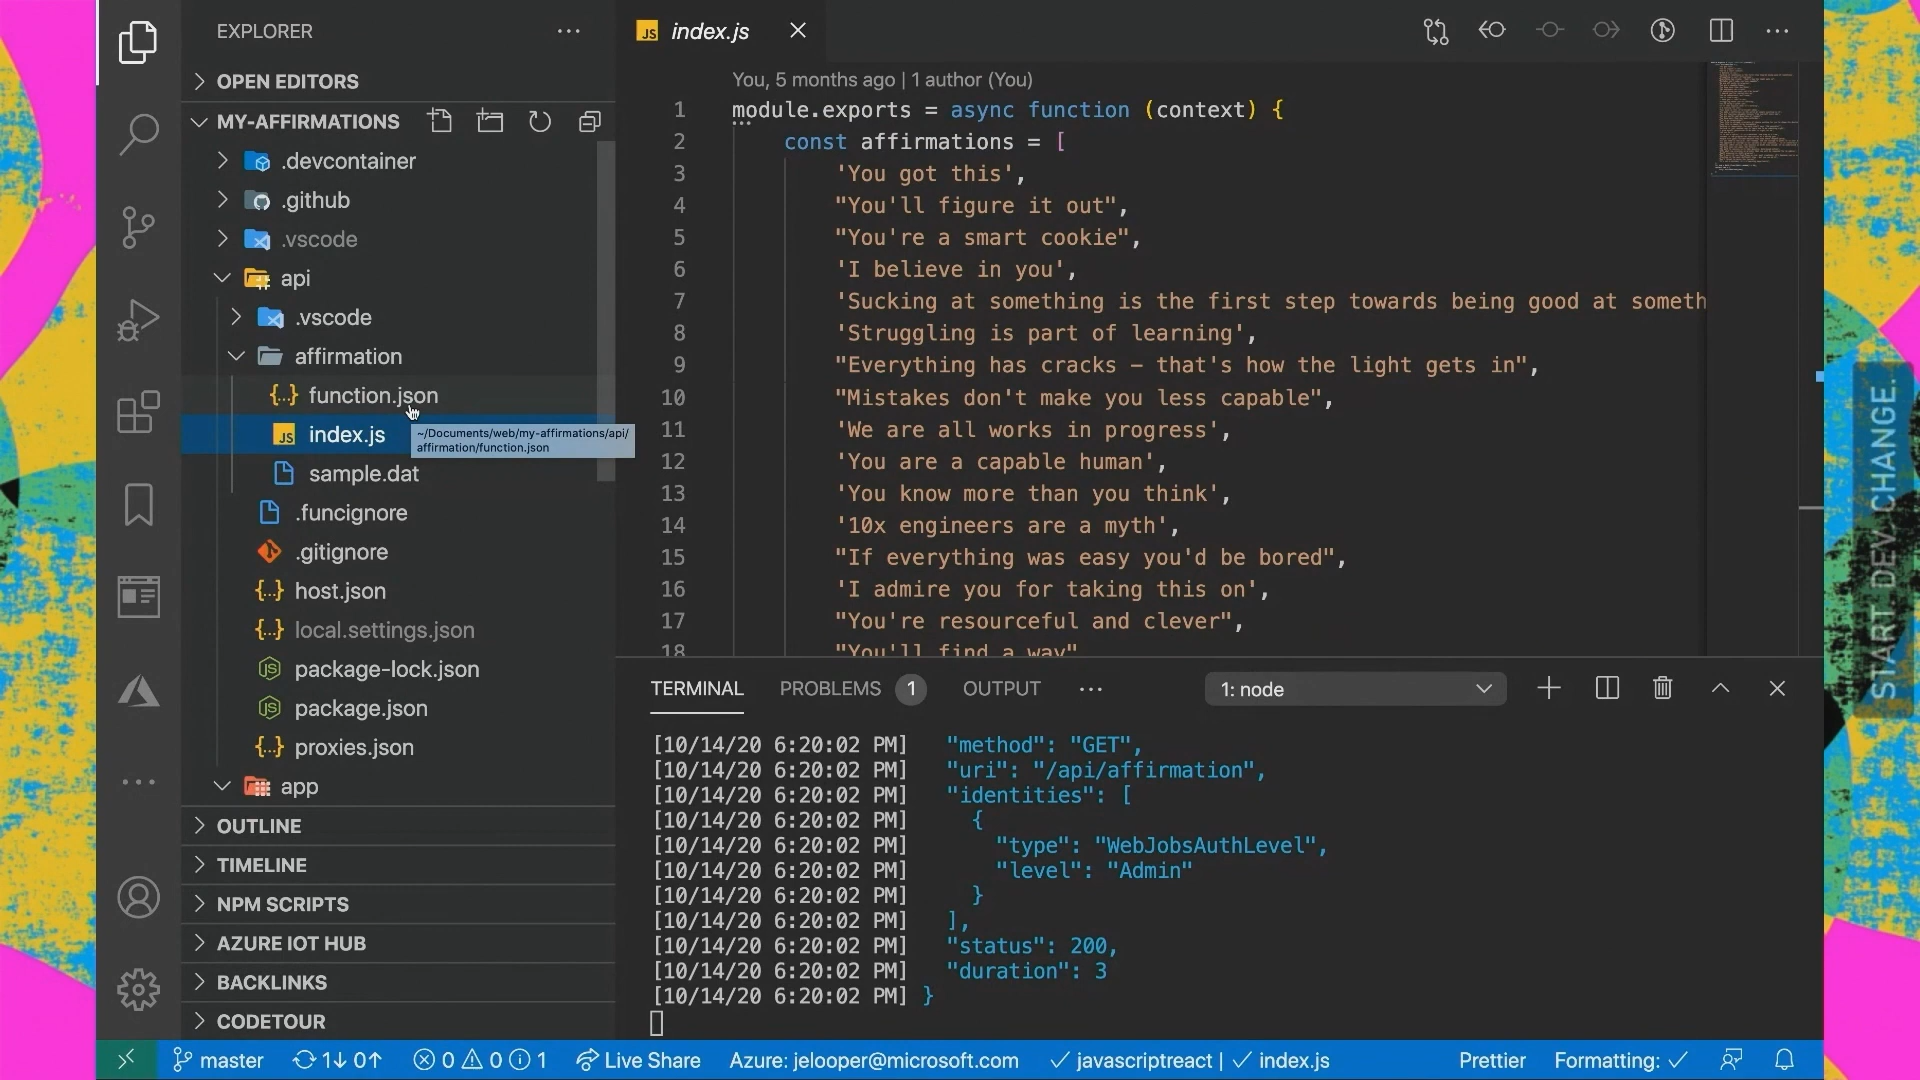 EXPLORER
OPEN EDITORS
MY-AFFIRMATIONS
.devcontainer
.github
.vscode
api
.vscode
affirmation
function.json
index.js
~/Documents/web/my-affirmations/api/
affirmation/function.json
sample.dat
.funcignore
.gitignore
host.json
local.settings.json
package-lock.json
package.json
proxies.json
app
OUTLINE
TIMELINE
NPM SCRIPTS
AZURE IOT HUB
BACKLINKS
CODETOUR
JS index.js
You, 5 months ago | 1 author (You)
1 module.exports = async function (context) {
2 const affirmations = [
3 'You got this',
4 "You'll figure it out",
5 "You're a smart cookie",
6 'I believe in you',
7 'Sucking at something is the first step towards being good at someth
8 'Struggling is part of learning',
9 "Everything has cracks – that's how the light gets in",
10 "Mistakes don't make you less capable",
11 'We are all works in progress',
12 'You are a capable human',
13 'You know more than you think',
14 '10x engineers are a myth',
15 "If everything was easy you'd be bored",
16 'I admire you for taking this on',
17 "You're resourceful and clever",
18 "You'll find a way"
TERMINAL PROBLEMS 1 OUTPUT ··· 1: node
[10/14/20 6:20:02 PM] "method": "GET",
[10/14/20 6:20:02 PM] "uri": "/api/affirmation",
[10/14/20 6:20:02 PM] "identities": [
[10/14/20 6:20:02 PM] {
[10/14/20 6:20:02 PM] "type": "WebJobsAuthLevel",
[10/14/20 6:20:02 PM] "level": "Admin"
[10/14/20 6:20:02 PM] }
[10/14/20 6:20:02 PM] ],
[10/14/20 6:20:02 PM] "status": 200,
[10/14/20 6:20:02 PM] "duration": 3
[10/14/20 6:20:02 PM] }
master 1↓ 0↑ 0 0 1 Live Share Azure: jelooper@microsoft.com ✓ javascriptreact | ✓ index.js Prettier Formatting: ✓
START DEV CHANGE.